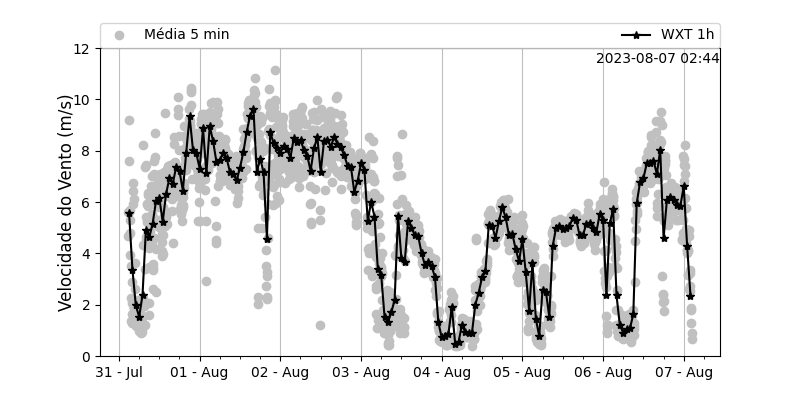 Média 5 min
WXT 1h
2023-08-07 02:44
Velocidade do Vento (m/s)
12
10
8
6
4
2
0
31 - Jul
01 - Aug
02 - Aug
03 - Aug
04 - Aug
05 - Aug
06 - Aug
07 - Aug